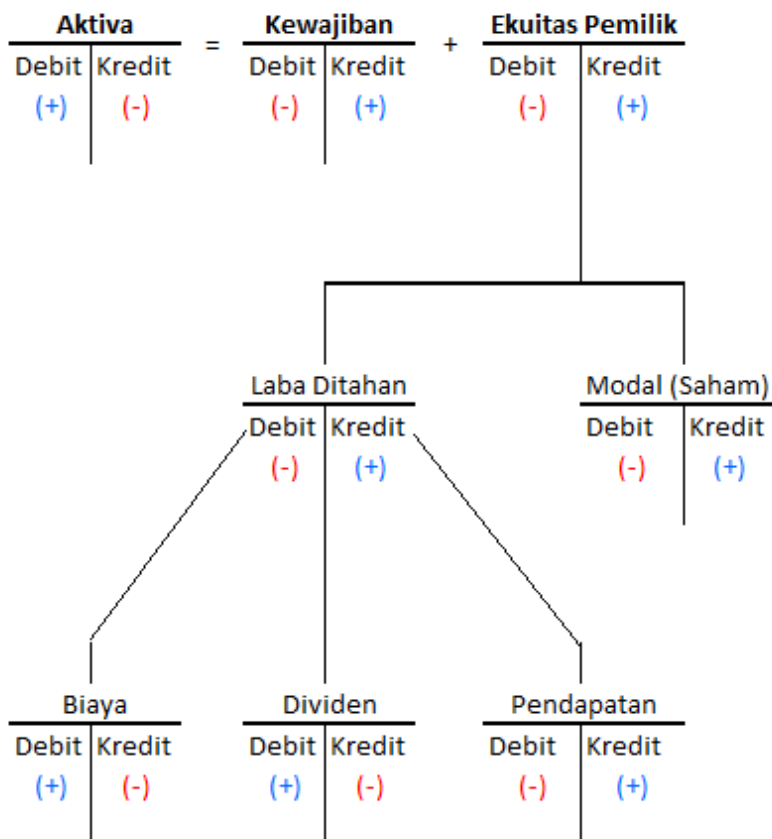 Aktiva = Kewajiban + Ekuitas Pemilik
Debit Kredit Debit Kredit Debit Kredit
(+) (-) (-) (+) (-) (+)
Laba Ditahan Modal (Saham)
Debit Kredit Debit Kredit
(-) (+) (-) (+)
Biaya Dividen Pendapatan
Debit Kredit Debit Kredit Debit Kredit
(+) (-) (+) (-) (-) (+)